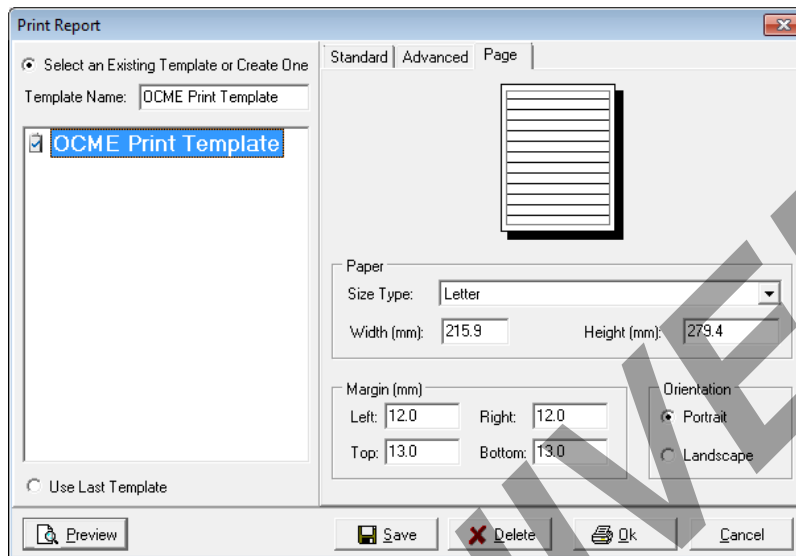 Print Report
Select an Existing Template or Create One
Template Name: OCME Print Template
OCME Print Template
Use Last Template
Standard Advanced Page
Paper
Size Type: Letter
Width (mm): 215.9 Height (mm): 279.4
Margin (mm)
Left: 12.0 Right: 12.0
Top: 13.0 Bottom: 13.0
Orientation
Portrait
Landscape
Preview Save Delete Ok Cancel